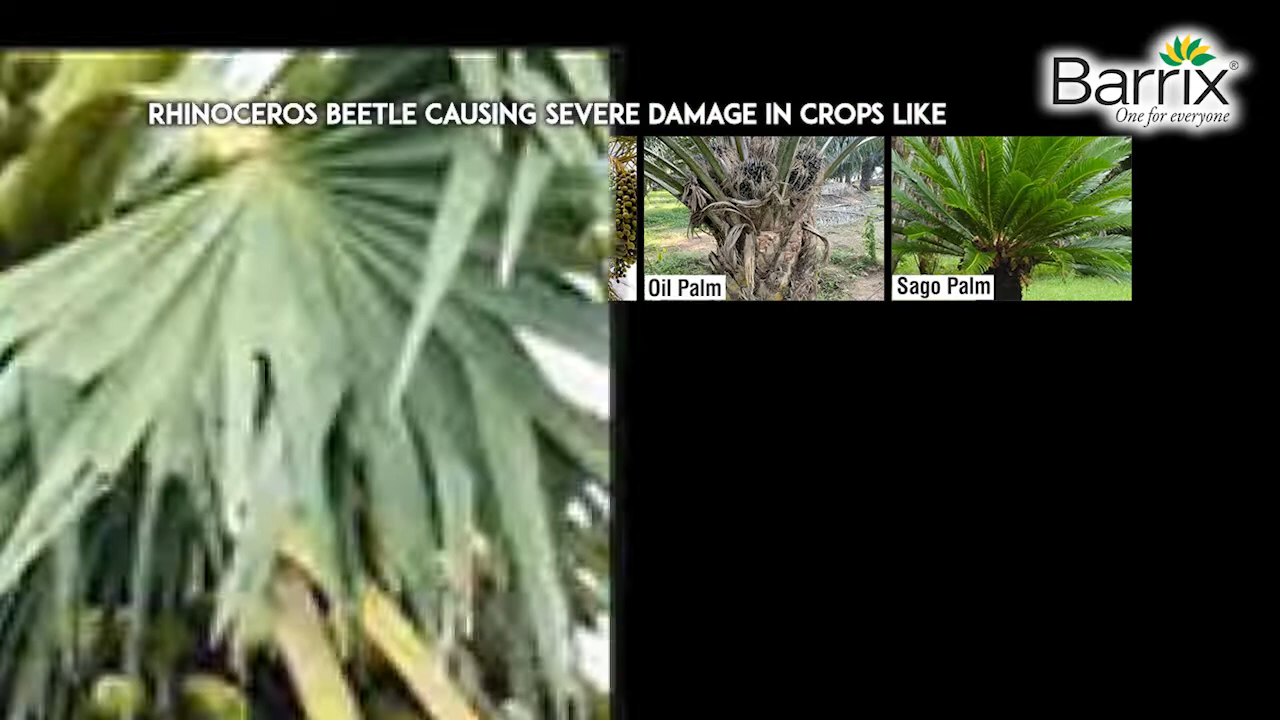 RHINOCEROS BEETLE CAUSING SEVERE DAMAGE IN CROPS LIKE
Barrix®
One for everyone
Oil Palm
Sago Palm